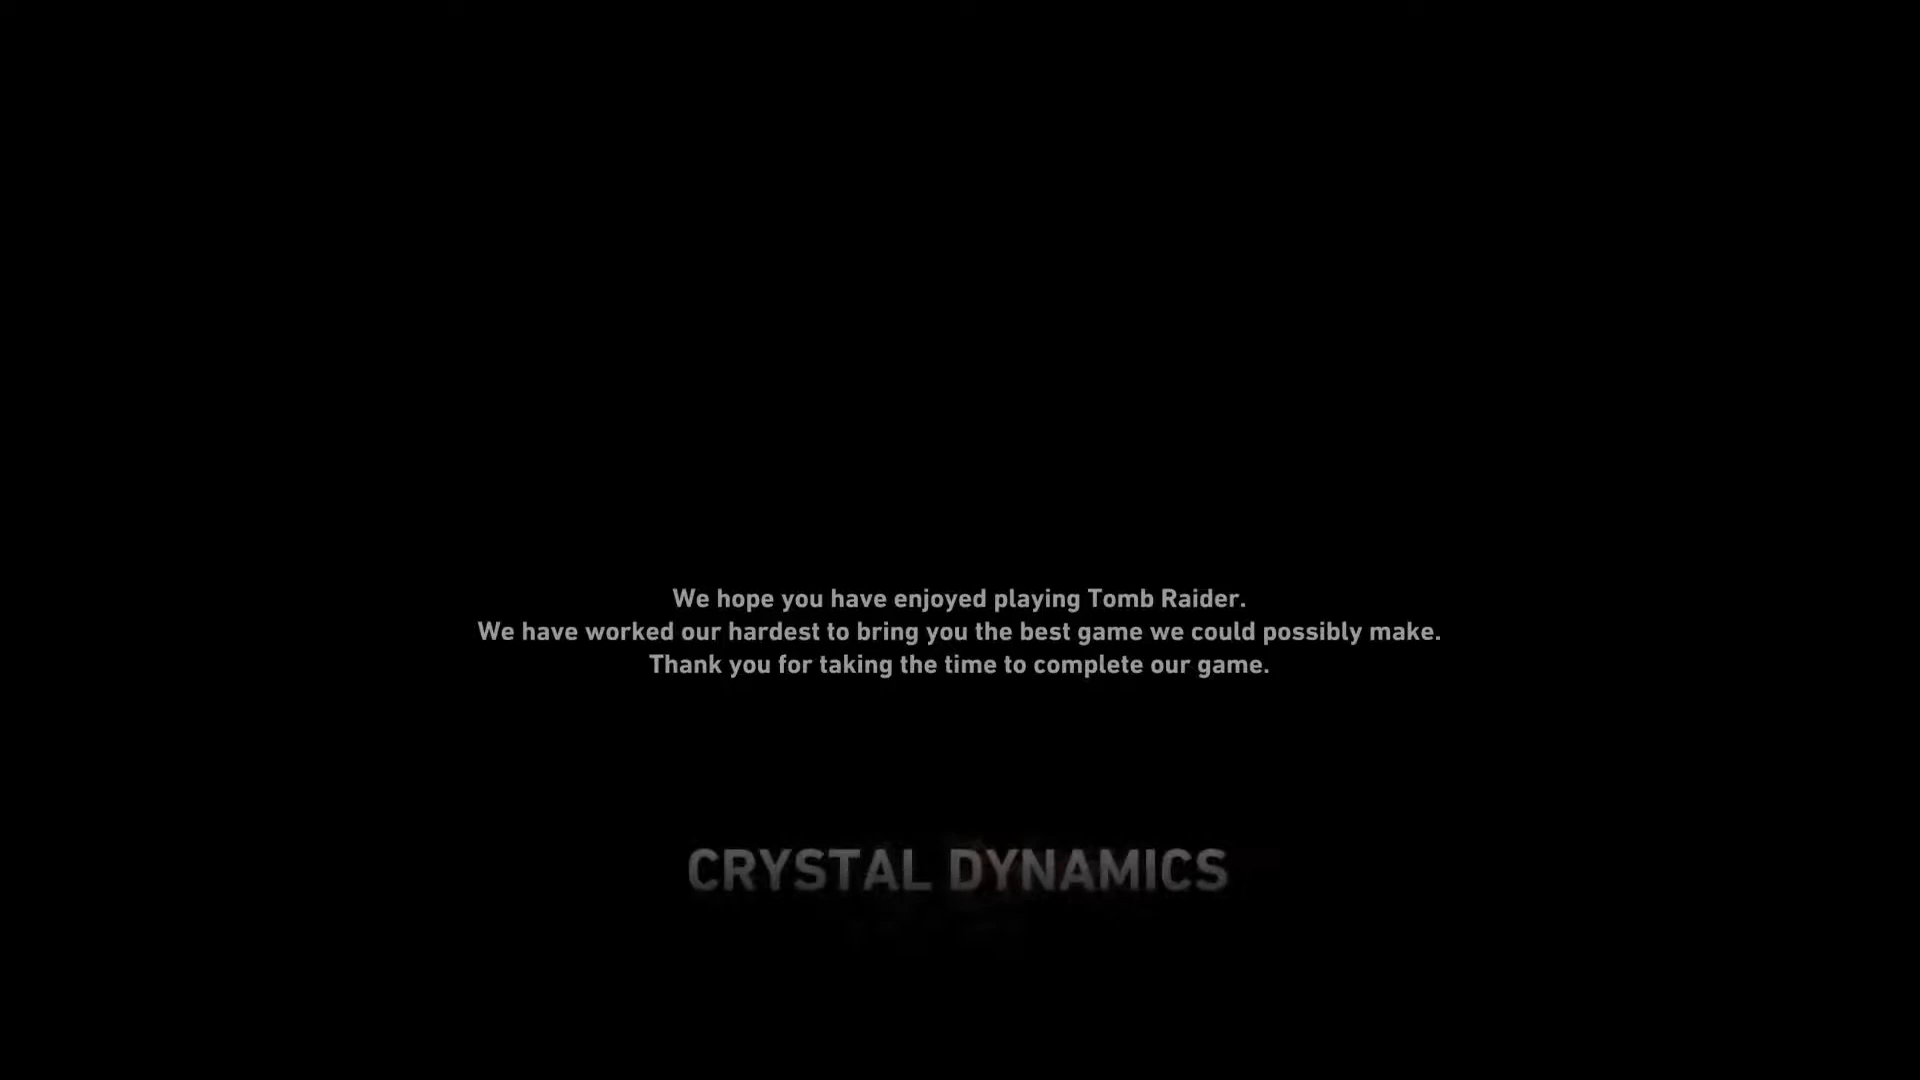 We hope you have enjoyed playing Tomb Raider.
We have worked our hardest to bring you the best game we could possibly make.
Thank you for taking the time to complete our game.
CRYSTAL DYNAMICS